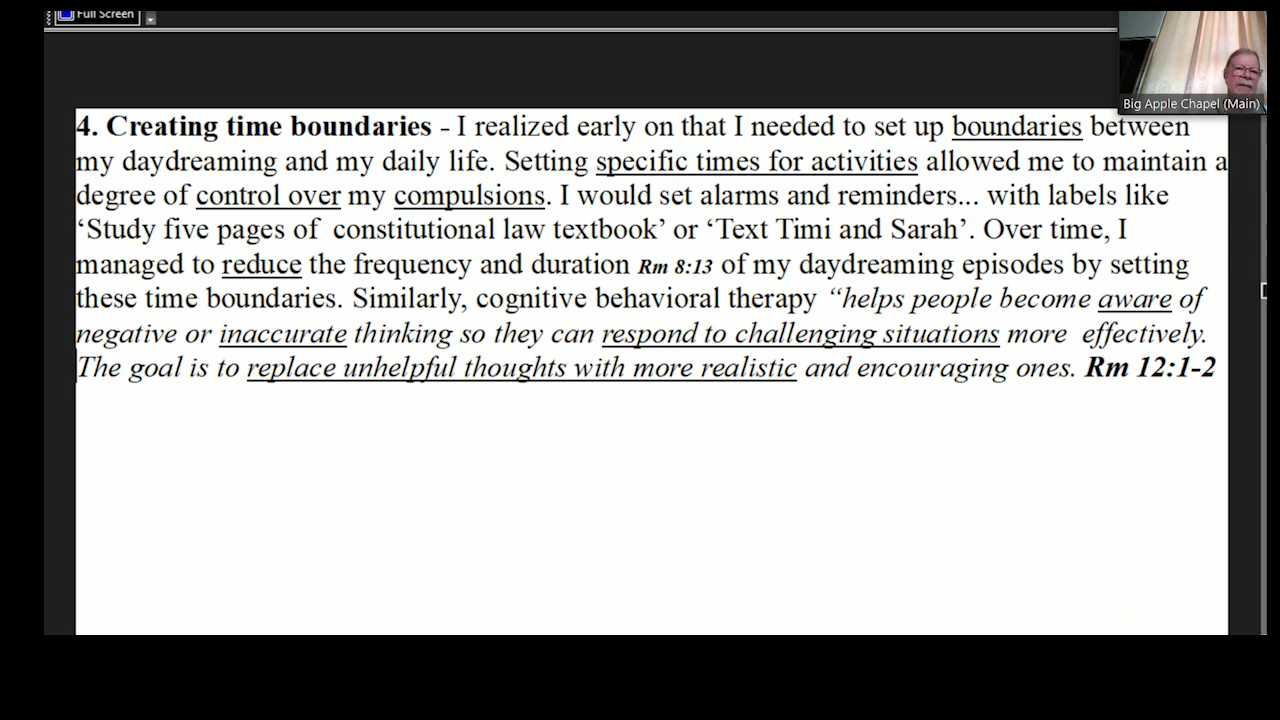 Full Screen
Big Apple Chapel (Main)
4. Creating time boundaries - I realized early on that I needed to set up boundaries between
my daydreaming and my daily life. Setting specific times for activities allowed me to maintain a
degree of control over my compulsions. I would set alarms and reminders... with labels like
‘Study five pages of  constitutional law textbook’ or ‘Text Timi and Sarah’. Over time, I
managed to reduce the frequency and duration Rm 8:13 of my daydreaming episodes by setting
these time boundaries. Similarly, cognitive behavioral therapy “helps people become aware of
negative or inaccurate thinking so they can respond to challenging situations more  effectively.
The goal is to replace unhelpful thoughts with more realistic and encouraging ones. Rm 12:1-2